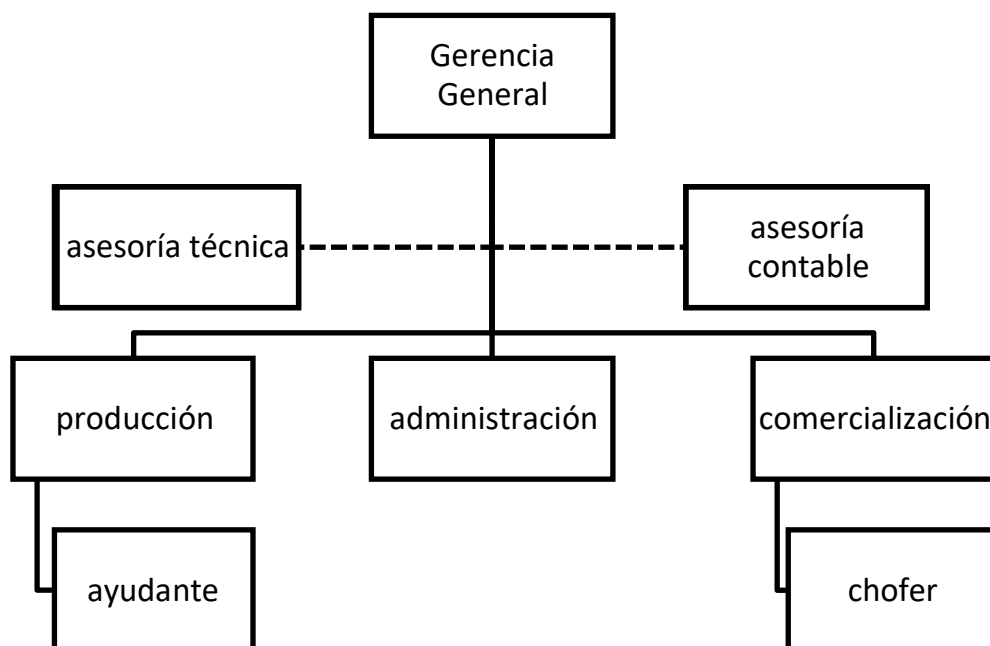 Gerencia
General
asesoría técnica
asesoría
contable
producción
administración
comercialización
ayudante
chofer